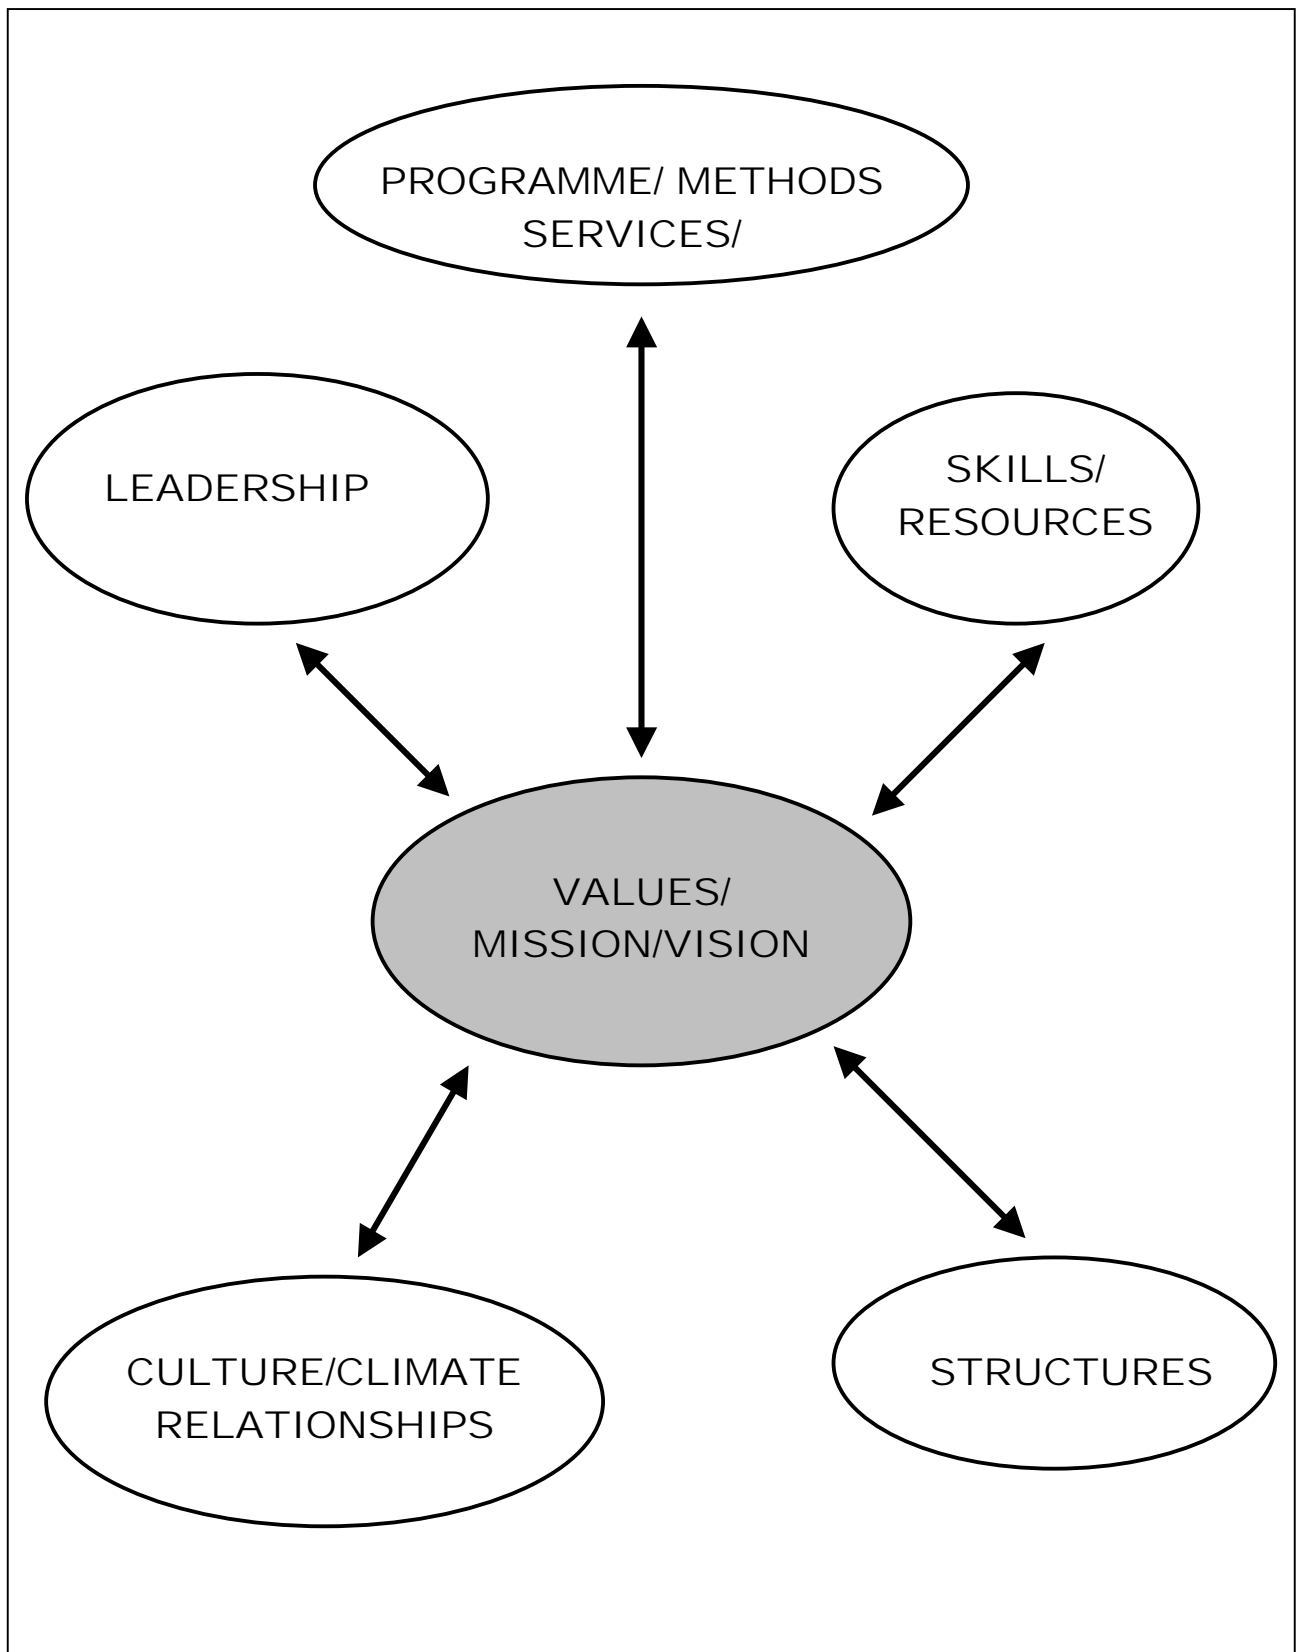 PROGRAMME/ METHODS
SERVICES/
LEADERSHIP
SKILLS/
RESOURCES
VALUES/
MISSION/VISION
CULTURE/CLIMATE
RELATIONSHIPS
STRUCTURES